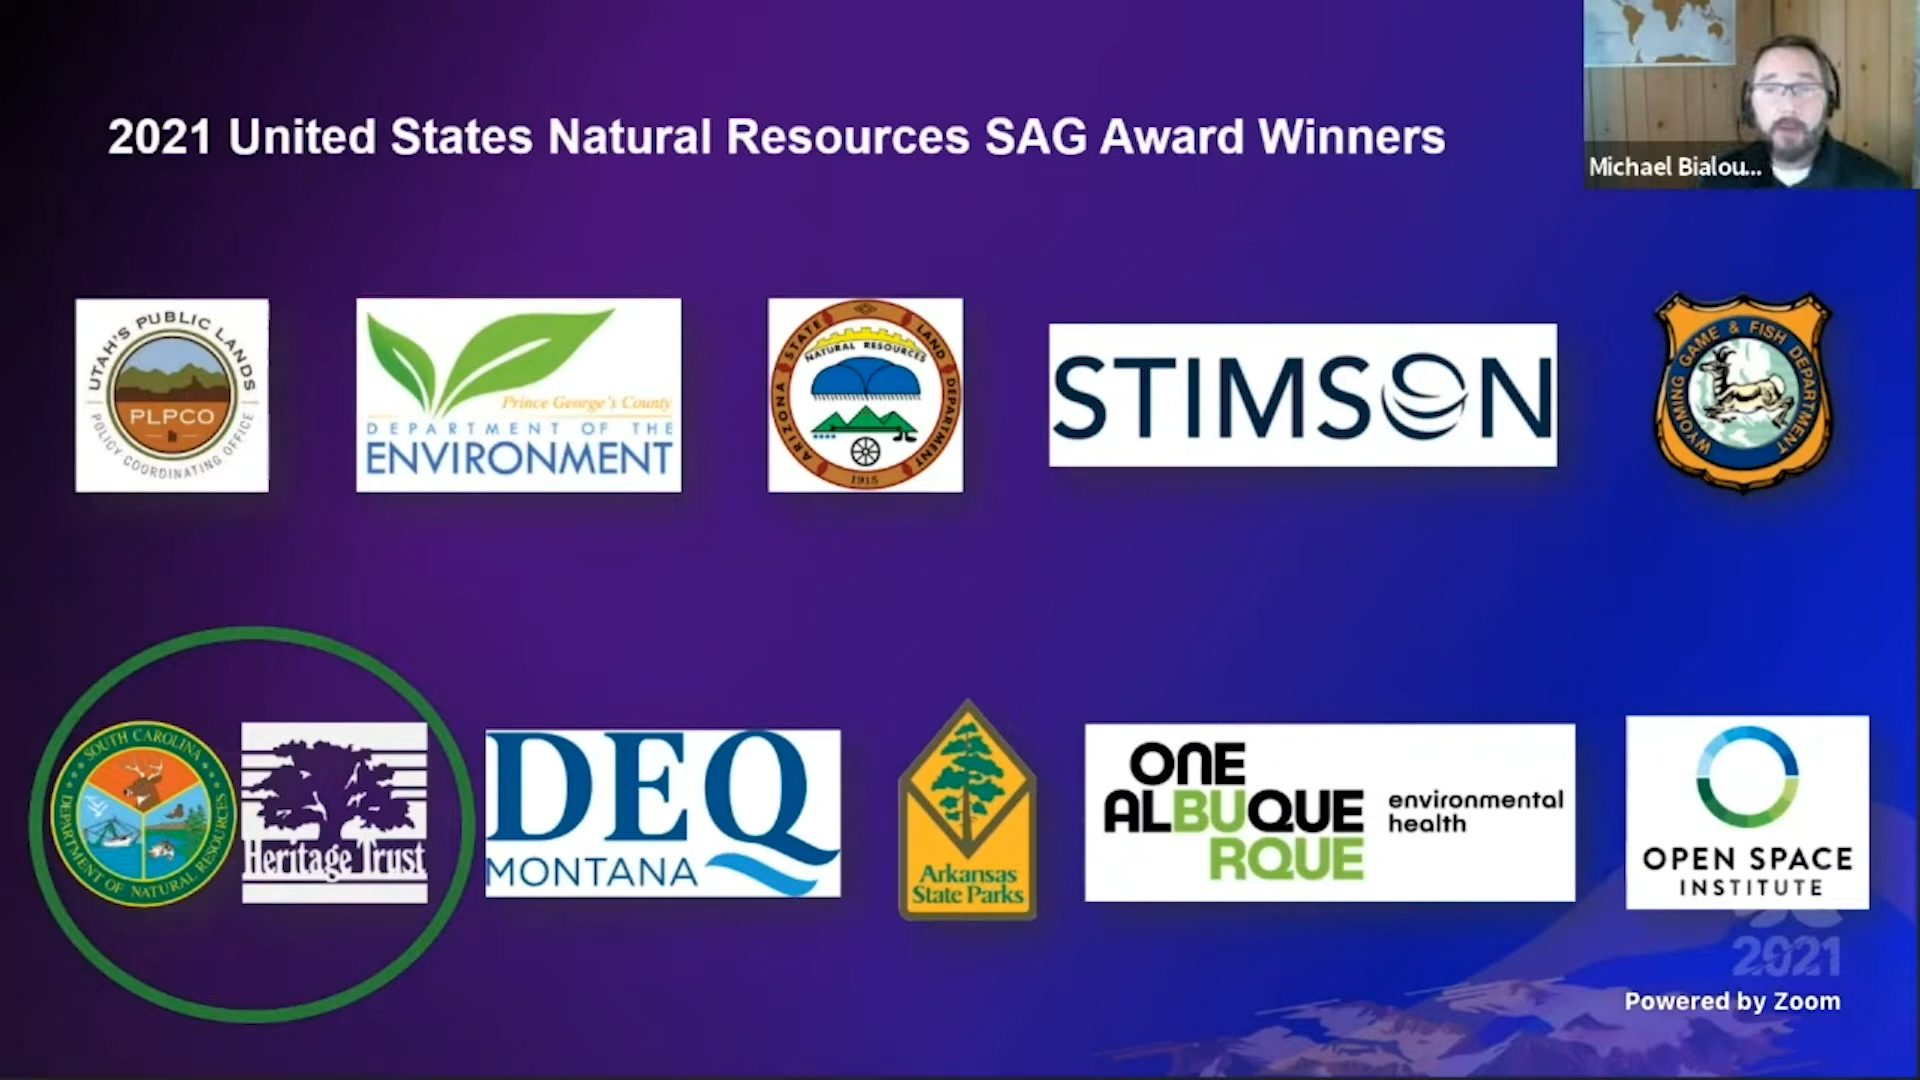 2021 United States Natural Resources SAG Award Winners
Michael Bialou...
UTAH'S PUBLIC LANDS
PLPCO
POLICY COORDINATING OFFICE
Prince George's County
DEPARTMENT OF THE
ENVIRONMENT
ARIZONA STATE LAND DEPARTMENT
NATURAL RESOURCES
1915
STIMSON
WYOMING GAME & FISH DEPARTMENT
SOUTH CAROLINA
DEPARTMENT OF NATURAL RESOURCES
Heritage Trust
DEQ
MONTANA
Arkansas
State Parks
ONE
ALBUQUE
RQUE
environmental
health
OPEN SPACE
INSTITUTE
2021
Powered by Zoom